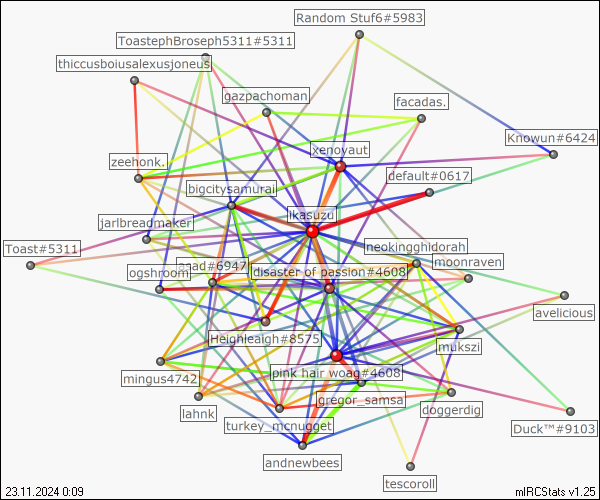 Random Stuf6#5983
ToastephBroseph5311#5311
thiccusboiusalexusjoneus
gazpachoman
facadas.
Knowun#6424
xenovaut
zeehonk.
default#0617
bigcitysamurai
ikasuzu
jarlbreadmaker
Toast#5311
neokingghidorah
moonraven
ogshroom
aad#6947
disaster of passion#4608
avelicious
Heighleaigh#8575
mukszi
mingus4742
pink hair woag#4608
gregor_samsa
lahnk
doggerdig
turkey_mcnugget
Duck™#9103
andnewbees
tescoroll
23.11.2024 0:09
mIRCStats v1.25